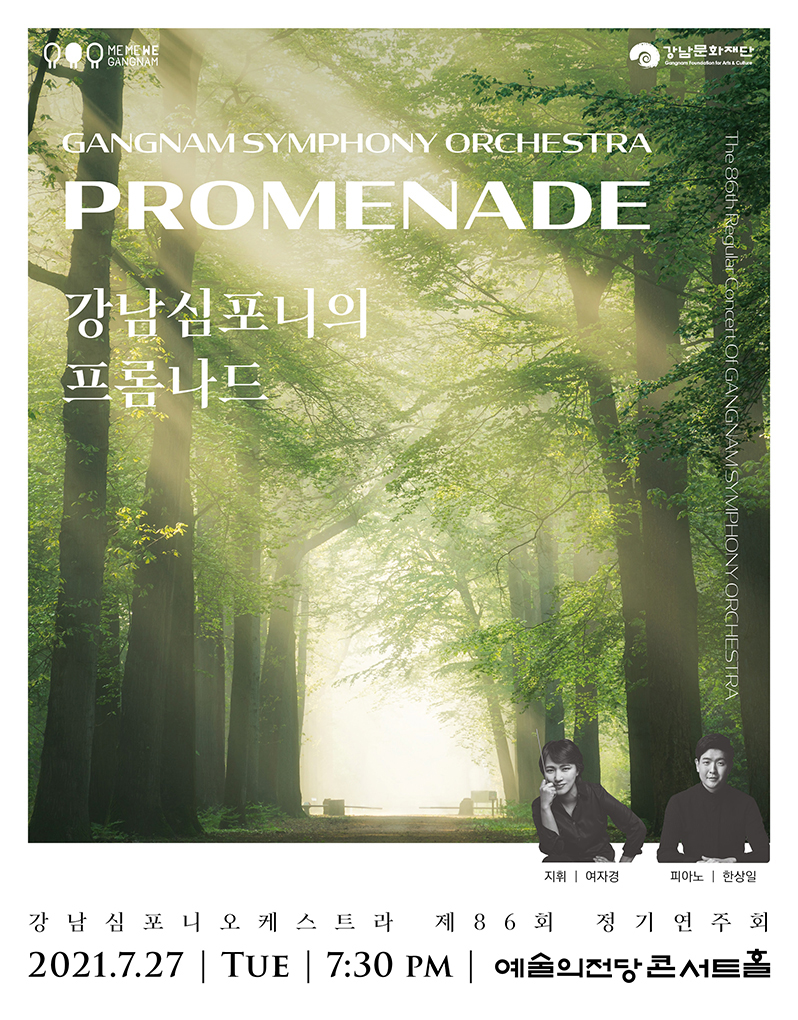 MEMEWE
GANGNAM
강남문화재단
Gangnam Foundation for Arts & Culture
GANGNAM SYMPHONY ORCHESTRA
PROMENADE
The 86th Regular Concert Of GANGNAM SYMPHONY ORCHESTRA
강남심포니의
프롬나드
지휘 | 여자경
피아노 | 한상일
강남심포니오케스트라 제86회 정기연주회
2021.7.27 | TUE | 7:30 PM | 예술의전당 콘서트홀